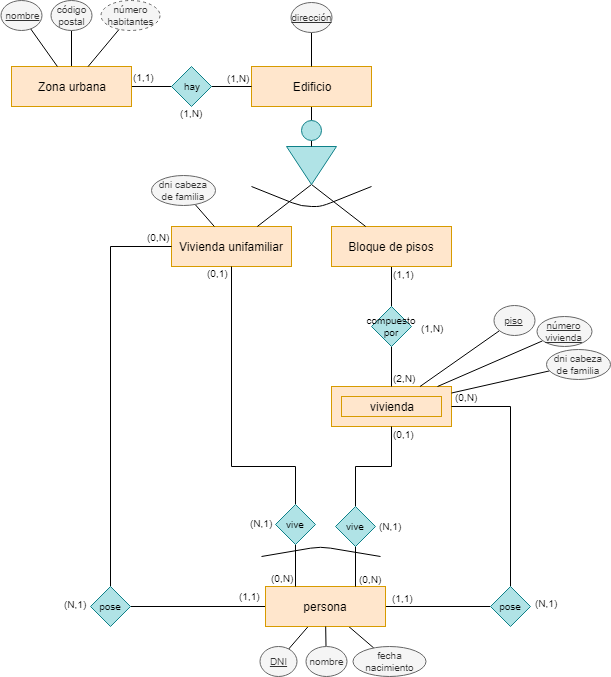 nombre
código
postal
número
habitantes
dirección
Zona urbana
(1,1)
hay
(1,N)
(1,N)
Edificio
dni cabeza
de familia
(0,N)
Vivienda unifamiliar
(0,1)
Bloque de pisos
(1,1)
compuesto
por
(1,N)
piso
número
vivienda
dni cabeza
de familia
(2,N)
vivienda
(0,N)
(0,1)
(N,1)
vive
vive
(N,1)
(0,N)
(0,N)
(N,1)
pose
(1,1)
persona
(1,1)
pose
(N,1)
DNI
nombre
fecha
nacimiento